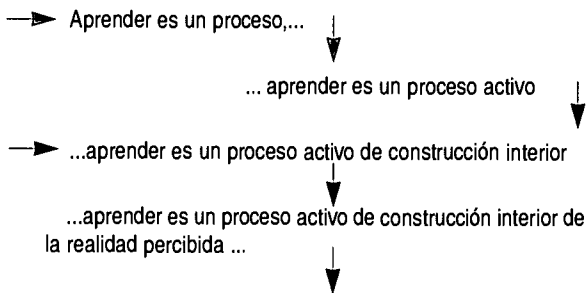 Aprender es un proceso,...
... aprender es un proceso activo
...aprender es un proceso activo de construcción interior
...aprender es un proceso activo de construcción interior de
la realidad percibida ...